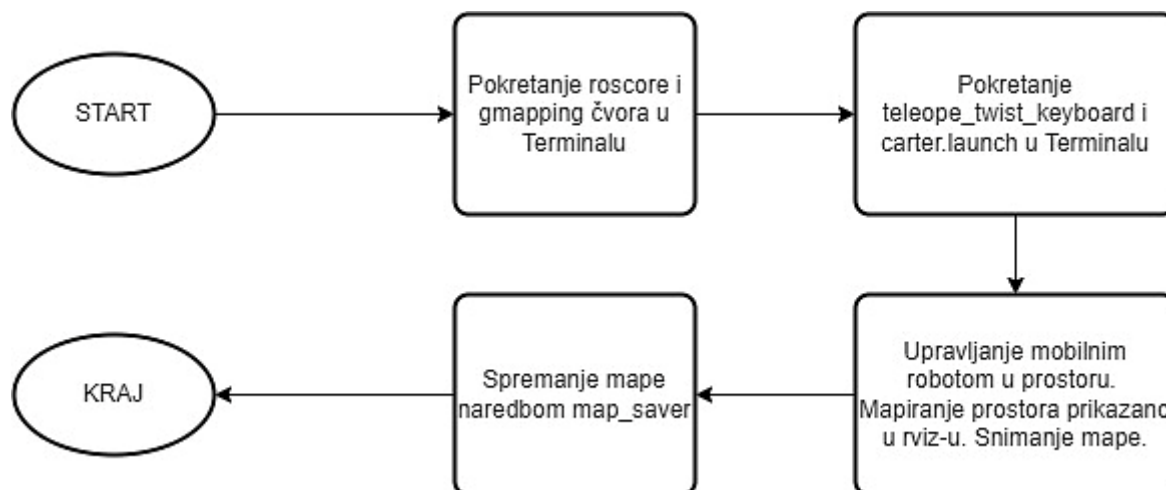 START
Pokretanje roscore i
gmapping čvora u
Terminalu
Pokretanje
teleope_twist_keyboard i
carter.launch u Terminalu
Upravljanje mobilnim
robotom u prostoru.
Mapiranje prostora prikazano
u rviz-u. Snimanje mape.
Spremanje mape
naredbom map_saver
KRAJ